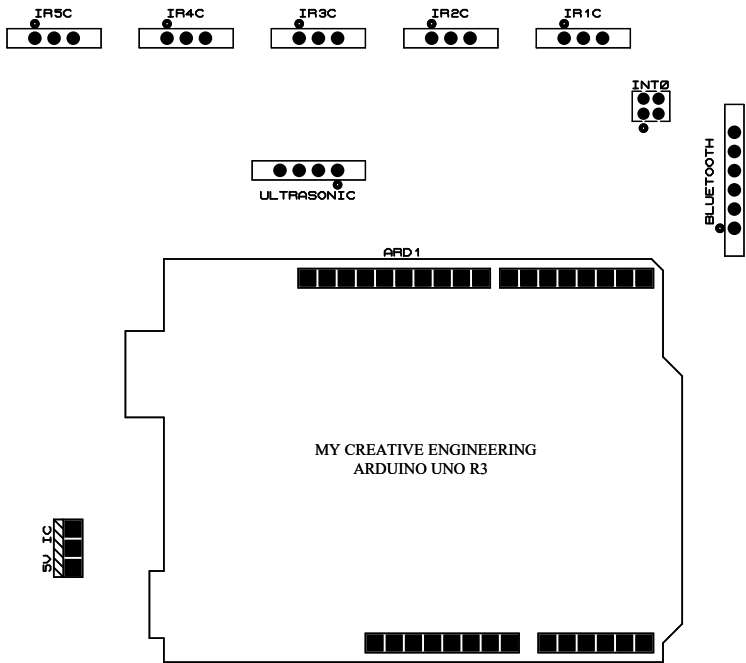 IR5C
IR4C
IR3C
IR2C
IR1C
INT0
BLUETOOTH
ULTRASONIC
ARD1
MY CREATIVE ENGINEERING
ARDUINO UNO R3
5V IC